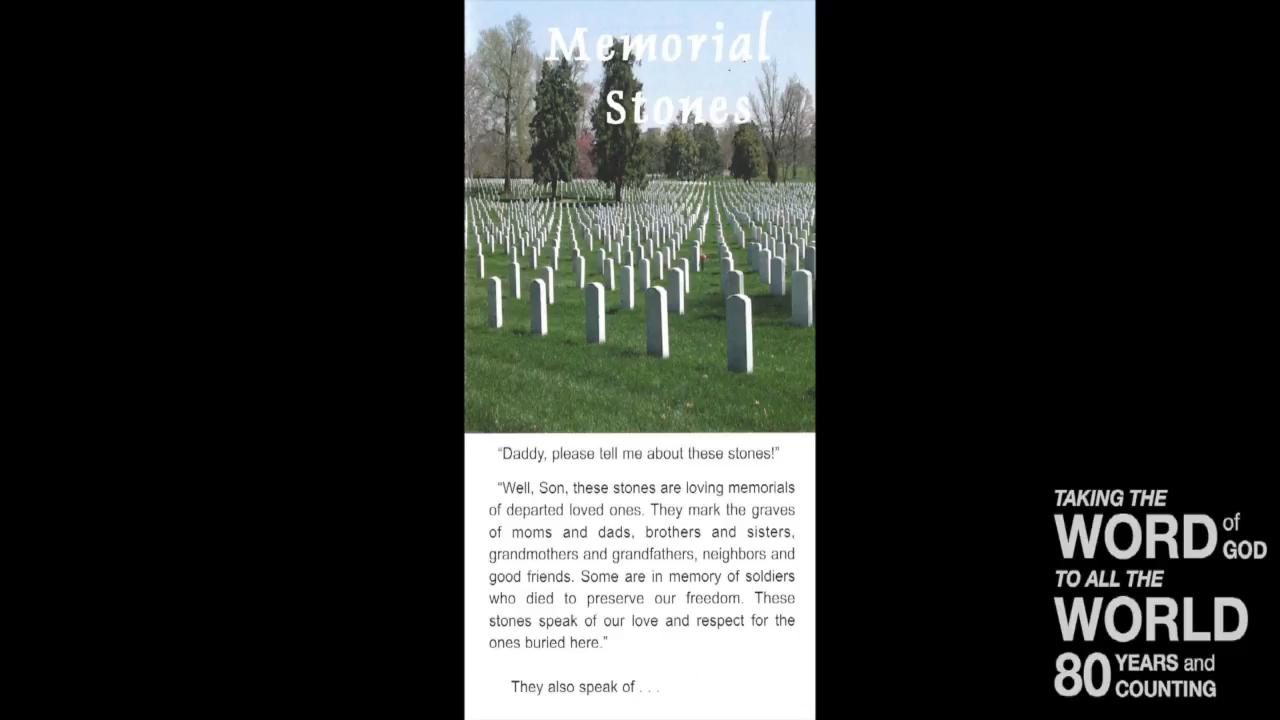 Memorial
Stones
“Daddy, please tell me about these stones!”
“Well, Son, these stones are loving memorials
of departed loved ones. They mark the graves
of moms and dads, brothers and sisters,
grandmothers and grandfathers, neighbors and
good friends. Some are in memory of soldiers
who died to preserve our freedom. These
stones speak of our love and respect for the
ones buried here.”
They also speak of . . .
TAKING THE
WORD of GOD
TO ALL THE
WORLD
80 YEARS and
COUNTING